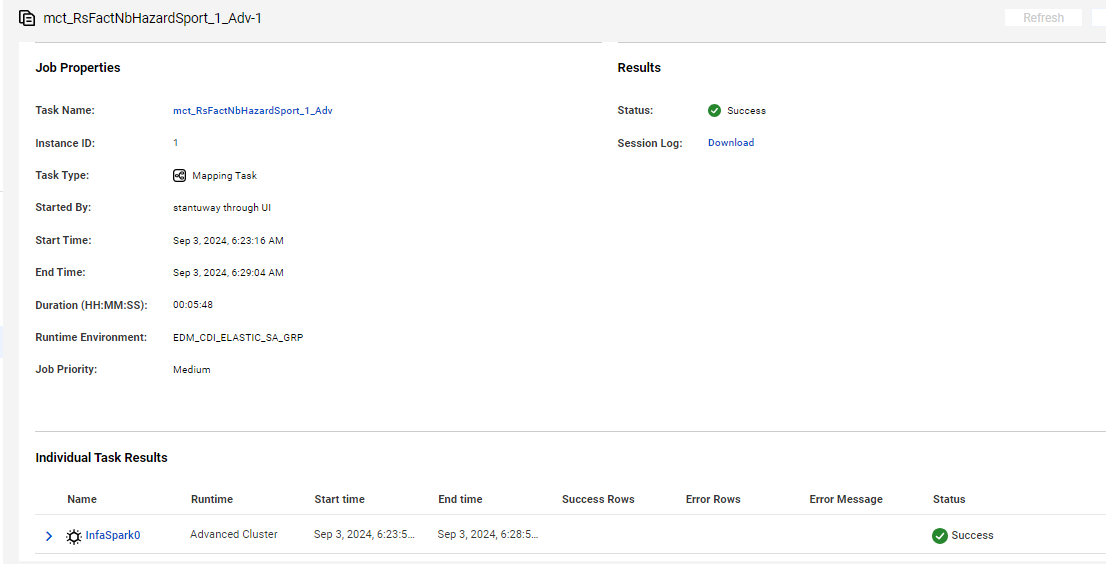 mct_RsFactNbHazardSport_1_Adv-1
Refresh
Job Properties
Task Name: mct_RsFactNbHazardSport_1_Adv
Instance ID: 1
Task Type: Mapping Task
Started By: stantuway through UI
Start Time: Sep 3, 2024, 6:23:16 AM
End Time: Sep 3, 2024, 6:29:04 AM
Duration (HH:MM:SS): 00:05:48
Runtime Environment: EDM_CDI_ELASTIC_SA_GRP
Job Priority: Medium
Results
Status: Success
Session Log: Download
Individual Task Results
Name Runtime Start time End time Success Rows Error Rows Error Message Status
InfaSpark0 Advanced Cluster Sep 3, 2024, 6:23:5... Sep 3, 2024, 6:28:5... Success